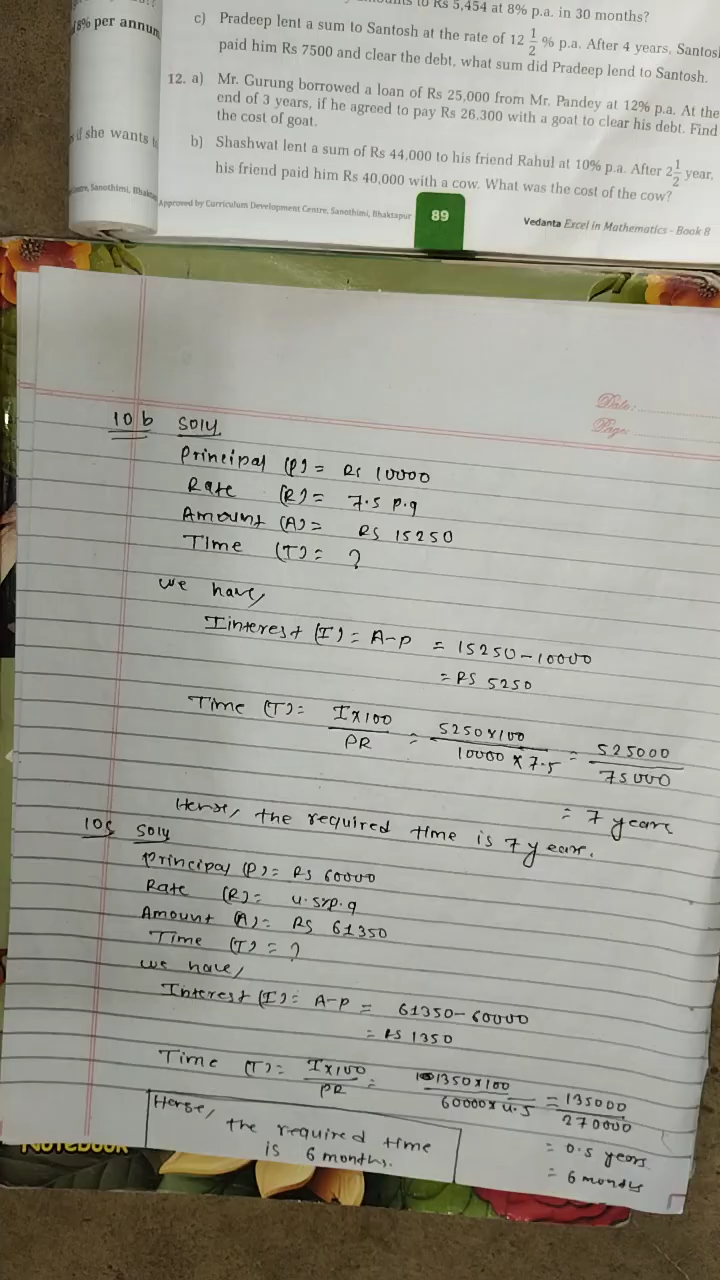 to Rs 5,454 at 8% p.a. in 30 months?
c) Pradeep lent a sum to Santosh at the rate of 12 1/2 % p.a. After 4 years, Santos
paid him Rs 7500 and clear the debt, what sum did Pradeep lend to Santosh.
12. a) Mr. Gurung borrowed a loan of Rs 25,000 from Mr. Pandey at 12% p.a. At the
end of 3 years, if he agreed to pay Rs 26,300 with a goat to clear his debt. Find
the cost of goat.
b) Shashwat lent a sum of Rs 44,000 to his friend Rahul at 10% p.a. After 2 1/2 year,
his friend paid him Rs 40,000 with a cow. What was the cost of the cow?
Approved by Curriculum Development Centre, Sanothimi, Bhaktapur 89 Vedanta Excel in Mathematics - Book 8
8% per annum
if she wants
Sanothimi, Bhakta
Date:
Page:
10 b Soly
Principal (P) = Rs 10000
Rate (R) = 7.5 p.a
Amount (A) = RS 15250
Time (T) = ?
we have,
Iinterest (I) = A-P = 15250-10000
= RS 5250
Time (T) = I×100/PR = 5250×100/10000×7.5 = 525000/75000
= 7 years
Hense, the required time is 7 years.
10c Soly
Principal (P) = RS 60000
Rate (R) = 4.5% p.a
Amount (A) = RS 61350
Time (T) = ?
we have,
Interest (I) = A-P = 61350-60000
= RS 1350
Time (T) = I×100/PR = 1350×100/60000×4.5 = 135000/270000
= 0.5 years
= 6 months
Hense, the required time
is 6 months.
NOTEBOOK